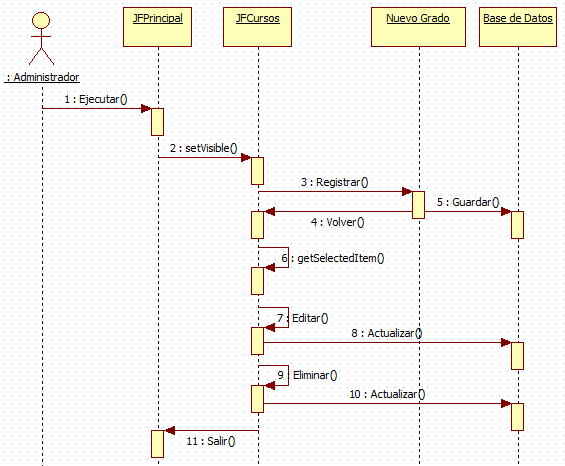 JFPrincipal
JFCursos
Nuevo Grado
Base de Datos
: Administrador
1 : Ejecutar()
2 : setVisible()
3 : Registrar()
5 : Guardar()
4 : Volver()
6 : getSelectedItem()
7 : Editar()
8 : Actualizar()
9 : Eliminar()
10 : Actualizar()
11 : Salir()